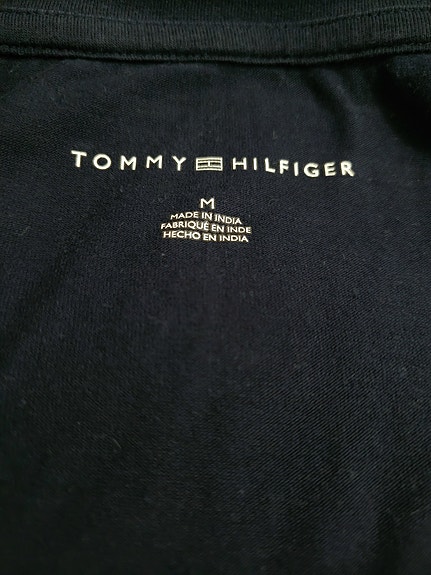 TOMMY HILFIGER
M
MADE IN INDIA
FABRIQUÉ EN INDE
HECHO EN INDIA